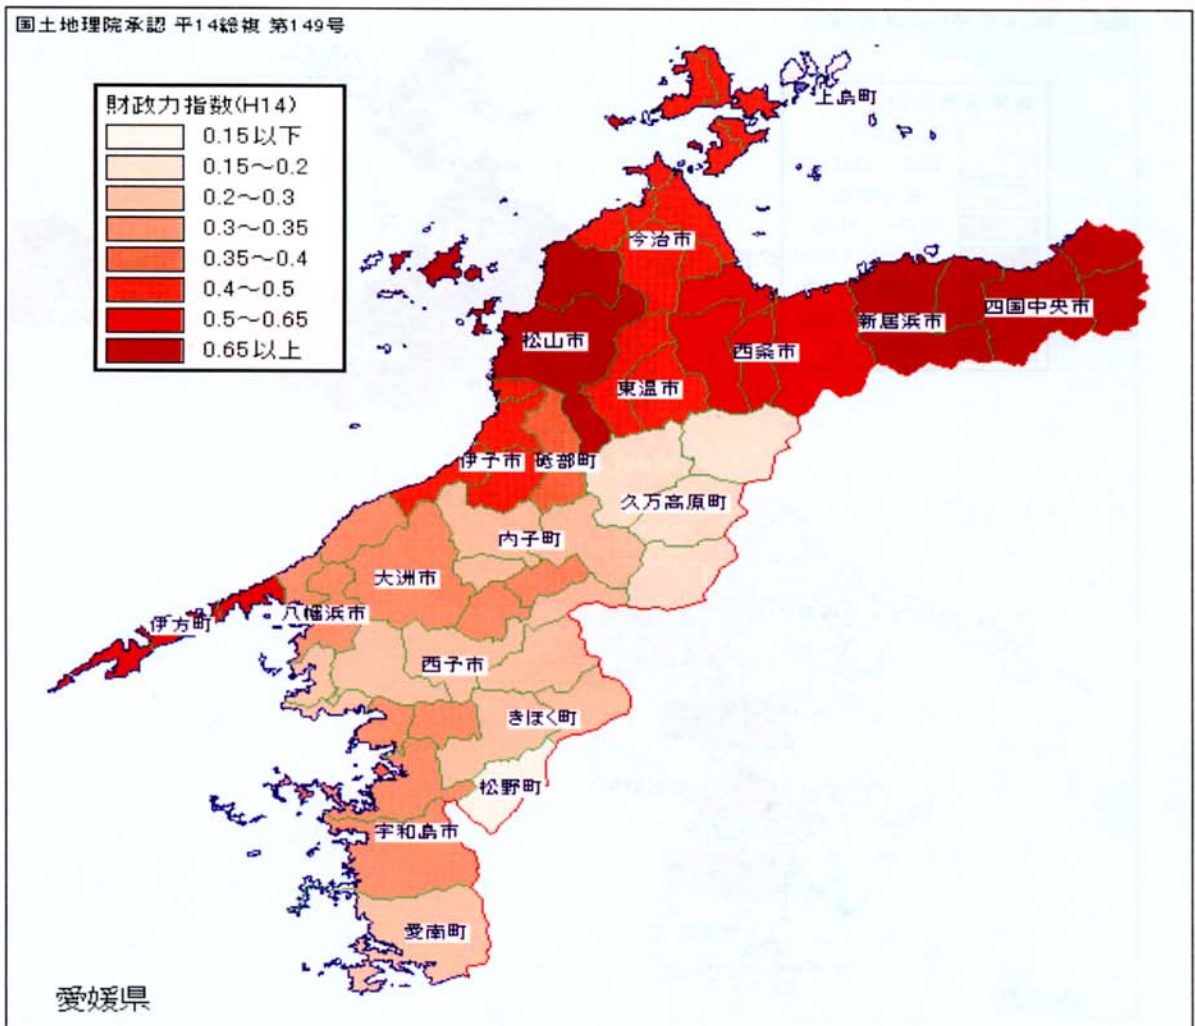 国土地理院承認 平14総複 第149号
財政力指数(H14)
0.15以下
0.15～0.2
0.2～0.3
0.3～0.35
0.35～0.4
0.4～0.5
0.5～0.65
0.65以上
上島町
今治市
四国中央市
新居浜市
松山市
西条市
東温市
伊予市
砥部町
久万高原町
内子町
大洲市
八幡浜市
伊方町
西予市
きほく町
松野町
宇和島市
愛南町
愛媛県